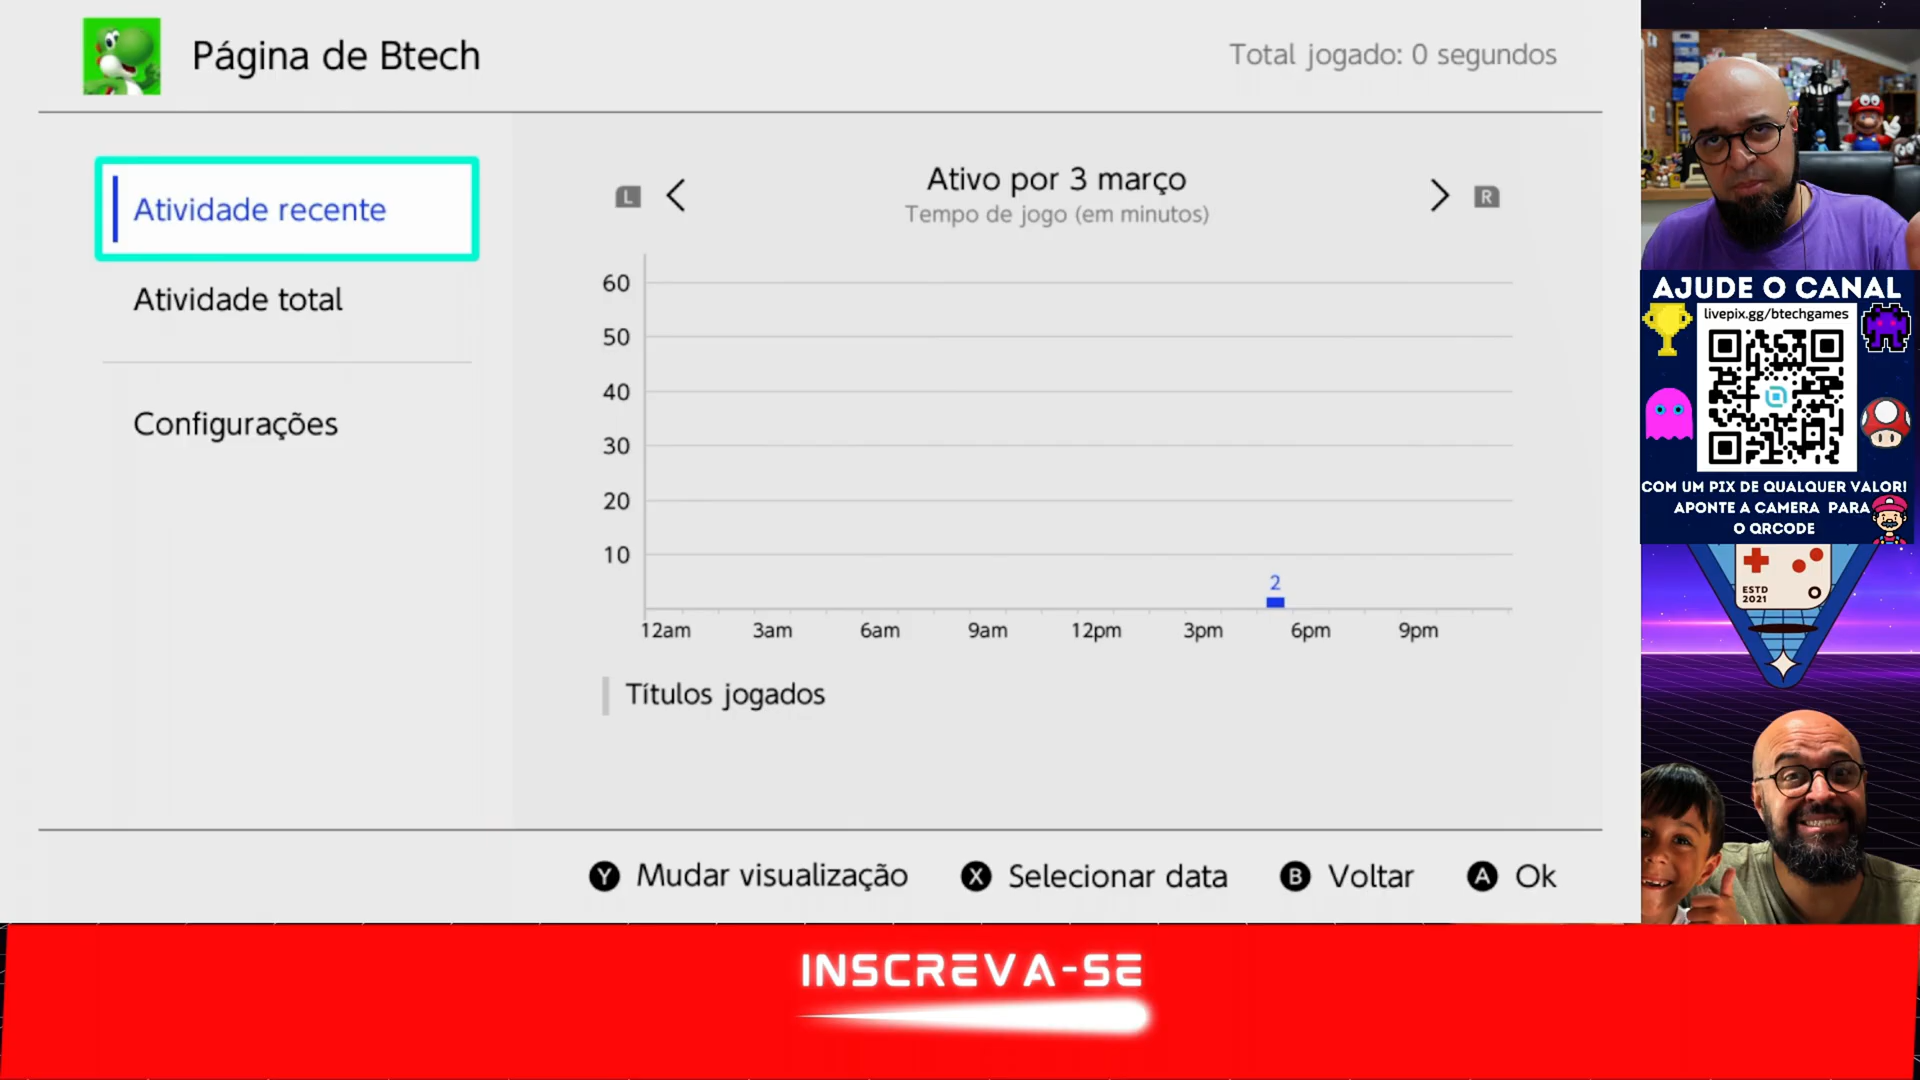 Página de Btech
Total jogado: 0 segundos
Atividade recente
Atividade total
Configurações
L
Ativo por 3 março
R
Tempo de jogo (em minutos)
60
50
40
30
20
10
2
12am 3am 6am 9am 12pm 3pm 6pm 9pm
Títulos jogados
Y Mudar visualização X Selecionar data B Voltar A Ok
AJUDE O CANAL
livepix.gg/btechgames
COM UM PIX DE QUALQUER VALOR!
APONTE A CAMERA PARA
O QRCODE
ESTD
2021
INSCREVA-SE